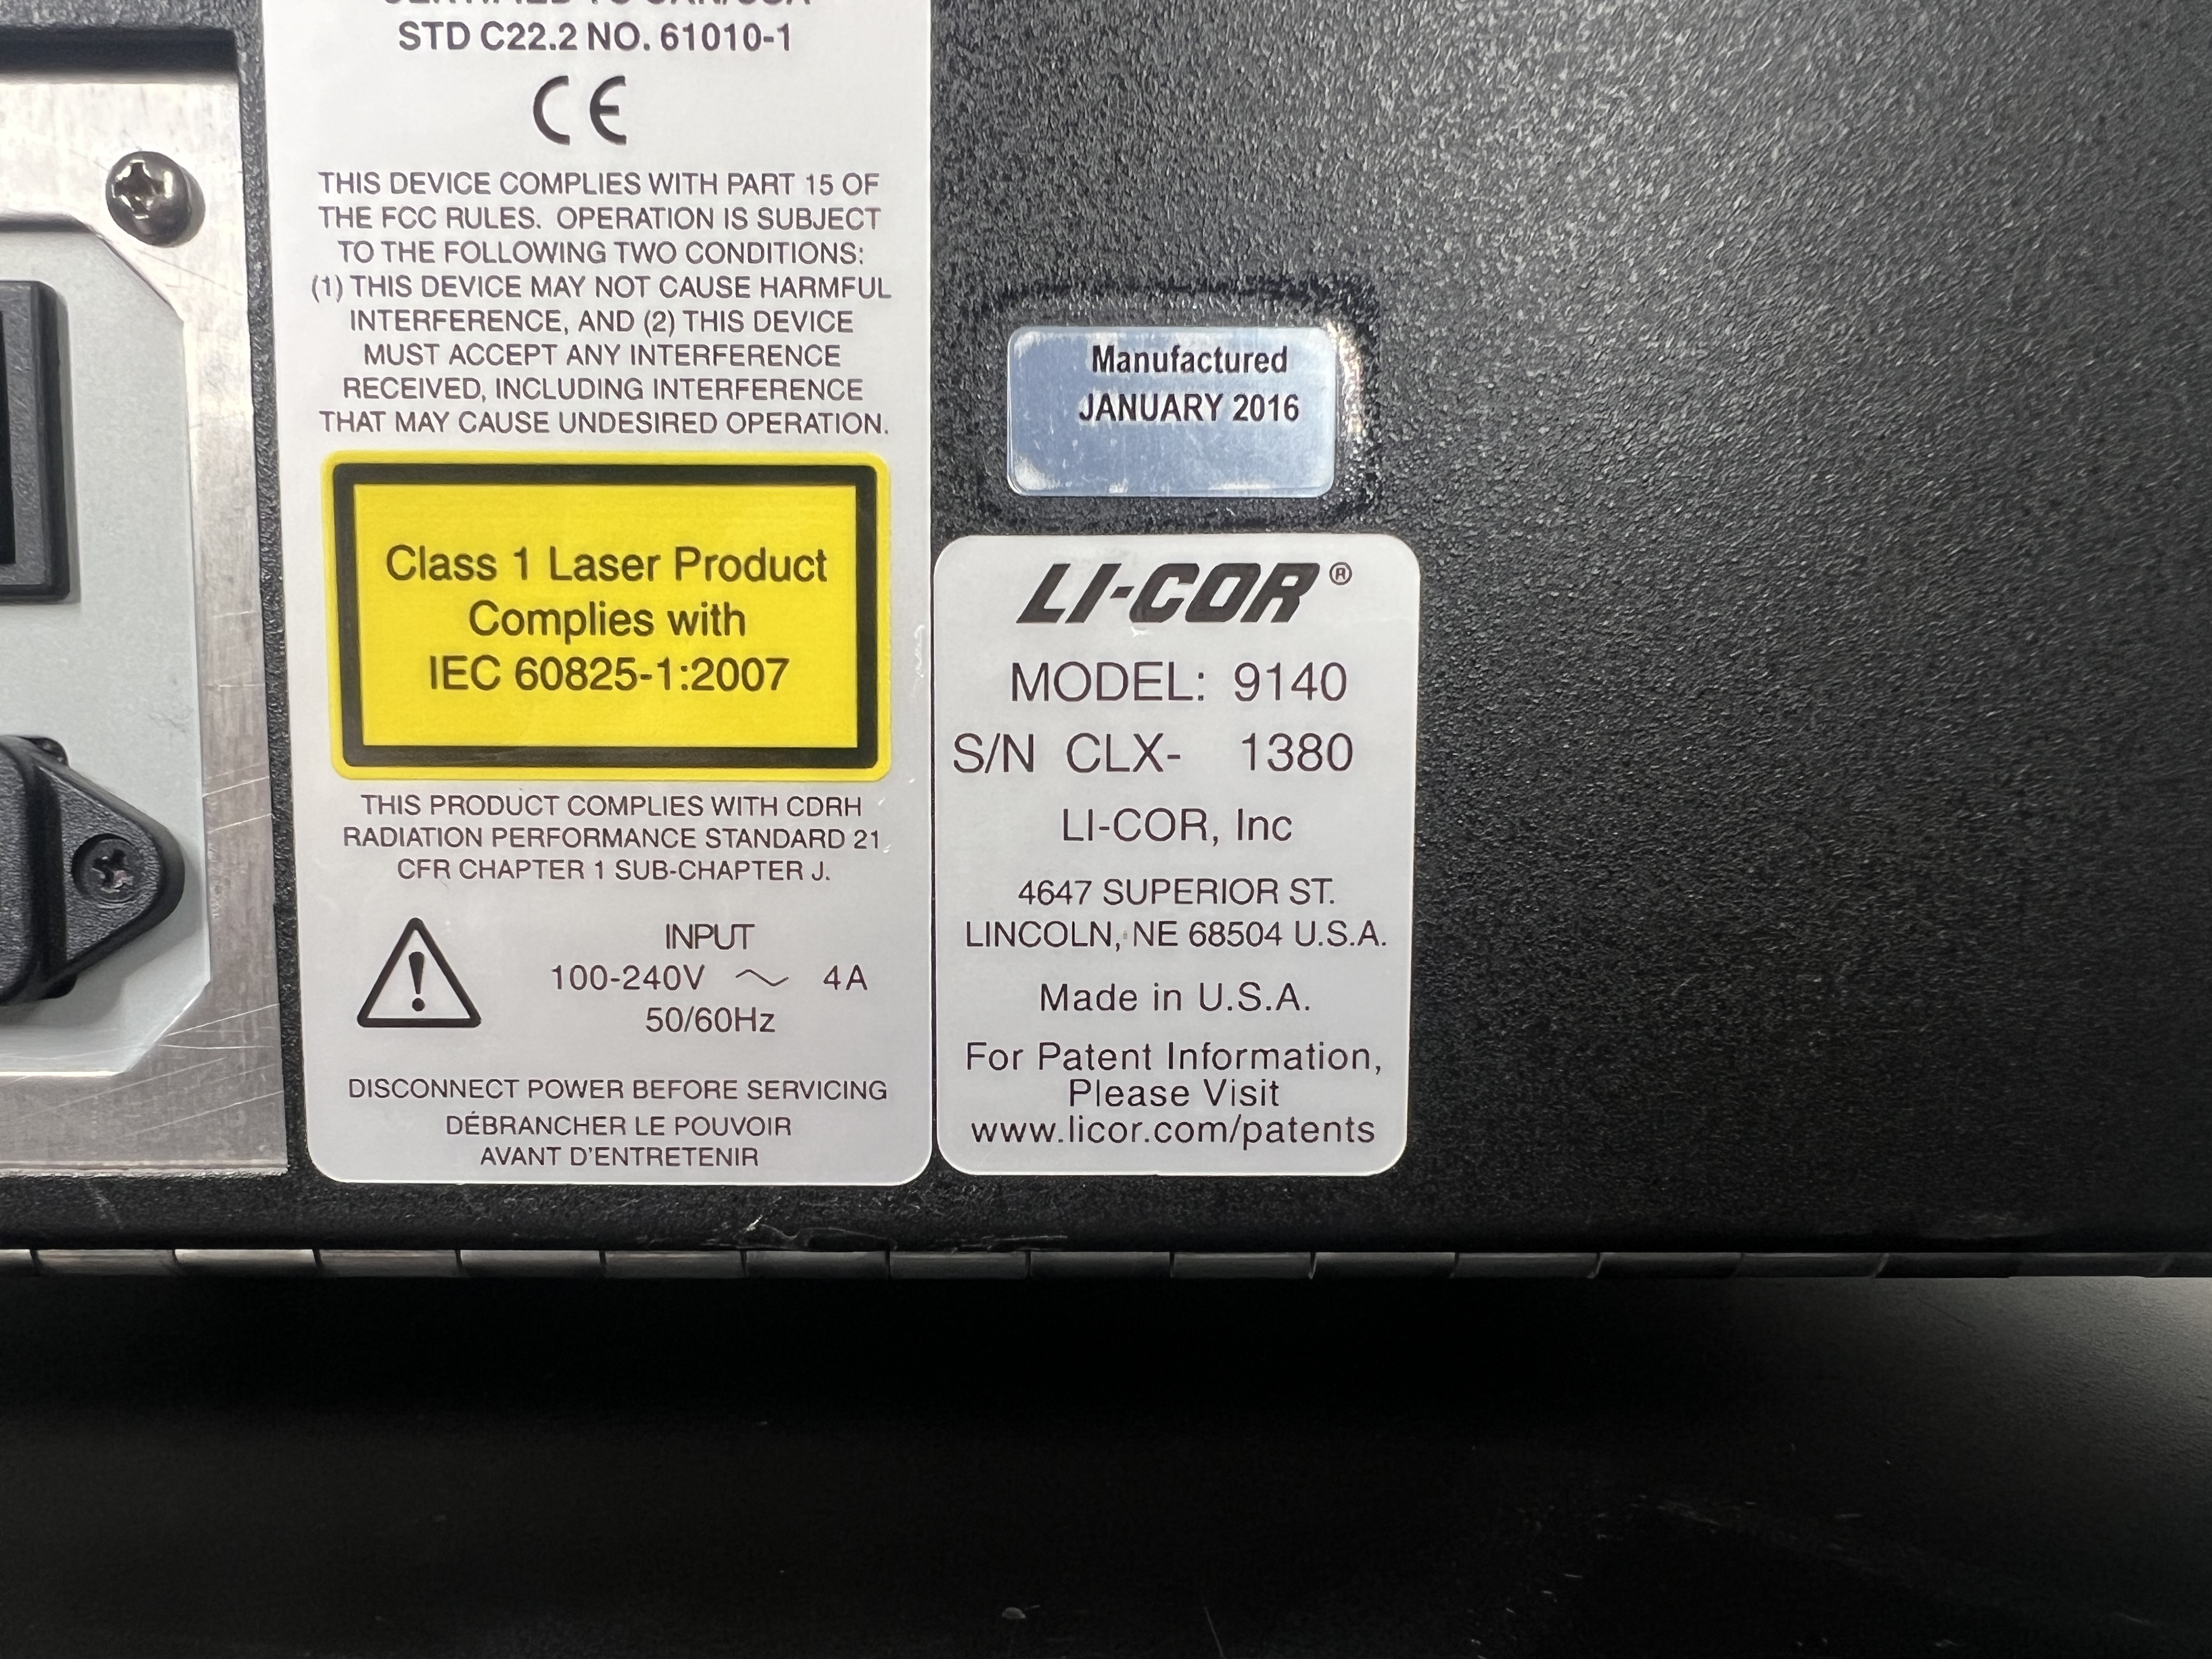 CERTIFIED TO CAN/CSA
STD C22.2 NO. 61010-1
CE
THIS DEVICE COMPLIES WITH PART 15 OF
THE FCC RULES. OPERATION IS SUBJECT
TO THE FOLLOWING TWO CONDITIONS:
(1) THIS DEVICE MAY NOT CAUSE HARMFUL
INTERFERENCE, AND (2) THIS DEVICE
MUST ACCEPT ANY INTERFERENCE
RECEIVED, INCLUDING INTERFERENCE
THAT MAY CAUSE UNDESIRED OPERATION.
Class 1 Laser Product
Complies with
IEC 60825-1:2007
THIS PRODUCT COMPLIES WITH CDRH
RADIATION PERFORMANCE STANDARD 21
CFR CHAPTER 1 SUB-CHAPTER J.
INPUT
100-240V ~ 4A
50/60Hz
DISCONNECT POWER BEFORE SERVICING
DÉBRANCHER LE POUVOIR
AVANT D'ENTRETENIR
Manufactured
JANUARY 2016
LI-COR®
MODEL: 9140
S/N CLX- 1380
LI-COR, Inc
4647 SUPERIOR ST.
LINCOLN, NE 68504 U.S.A.
Made in U.S.A.
For Patent Information,
Please Visit
www.licor.com/patents